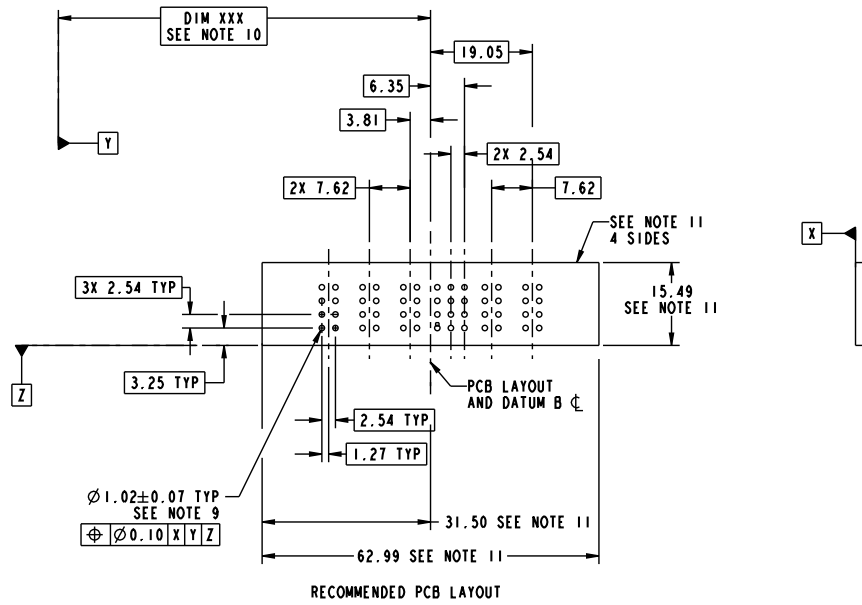 DIM XXX
SEE NOTE 10
19.05
6.35
3.81
Y
2X 2.54
2X 7.62
7.62
SEE NOTE 11
4 SIDES
X
3X 2.54 TYP
15.49
SEE NOTE 11
3.25 TYP
Z
PCB LAYOUT
AND DATUM B ℄
2.54 TYP
1.27 TYP
Ø1.02±0.07 TYP
SEE NOTE 9
⌖ Ø0.10 X Y Z
31.50 SEE NOTE 11
62.99 SEE NOTE 11
RECOMMENDED PCB LAYOUT